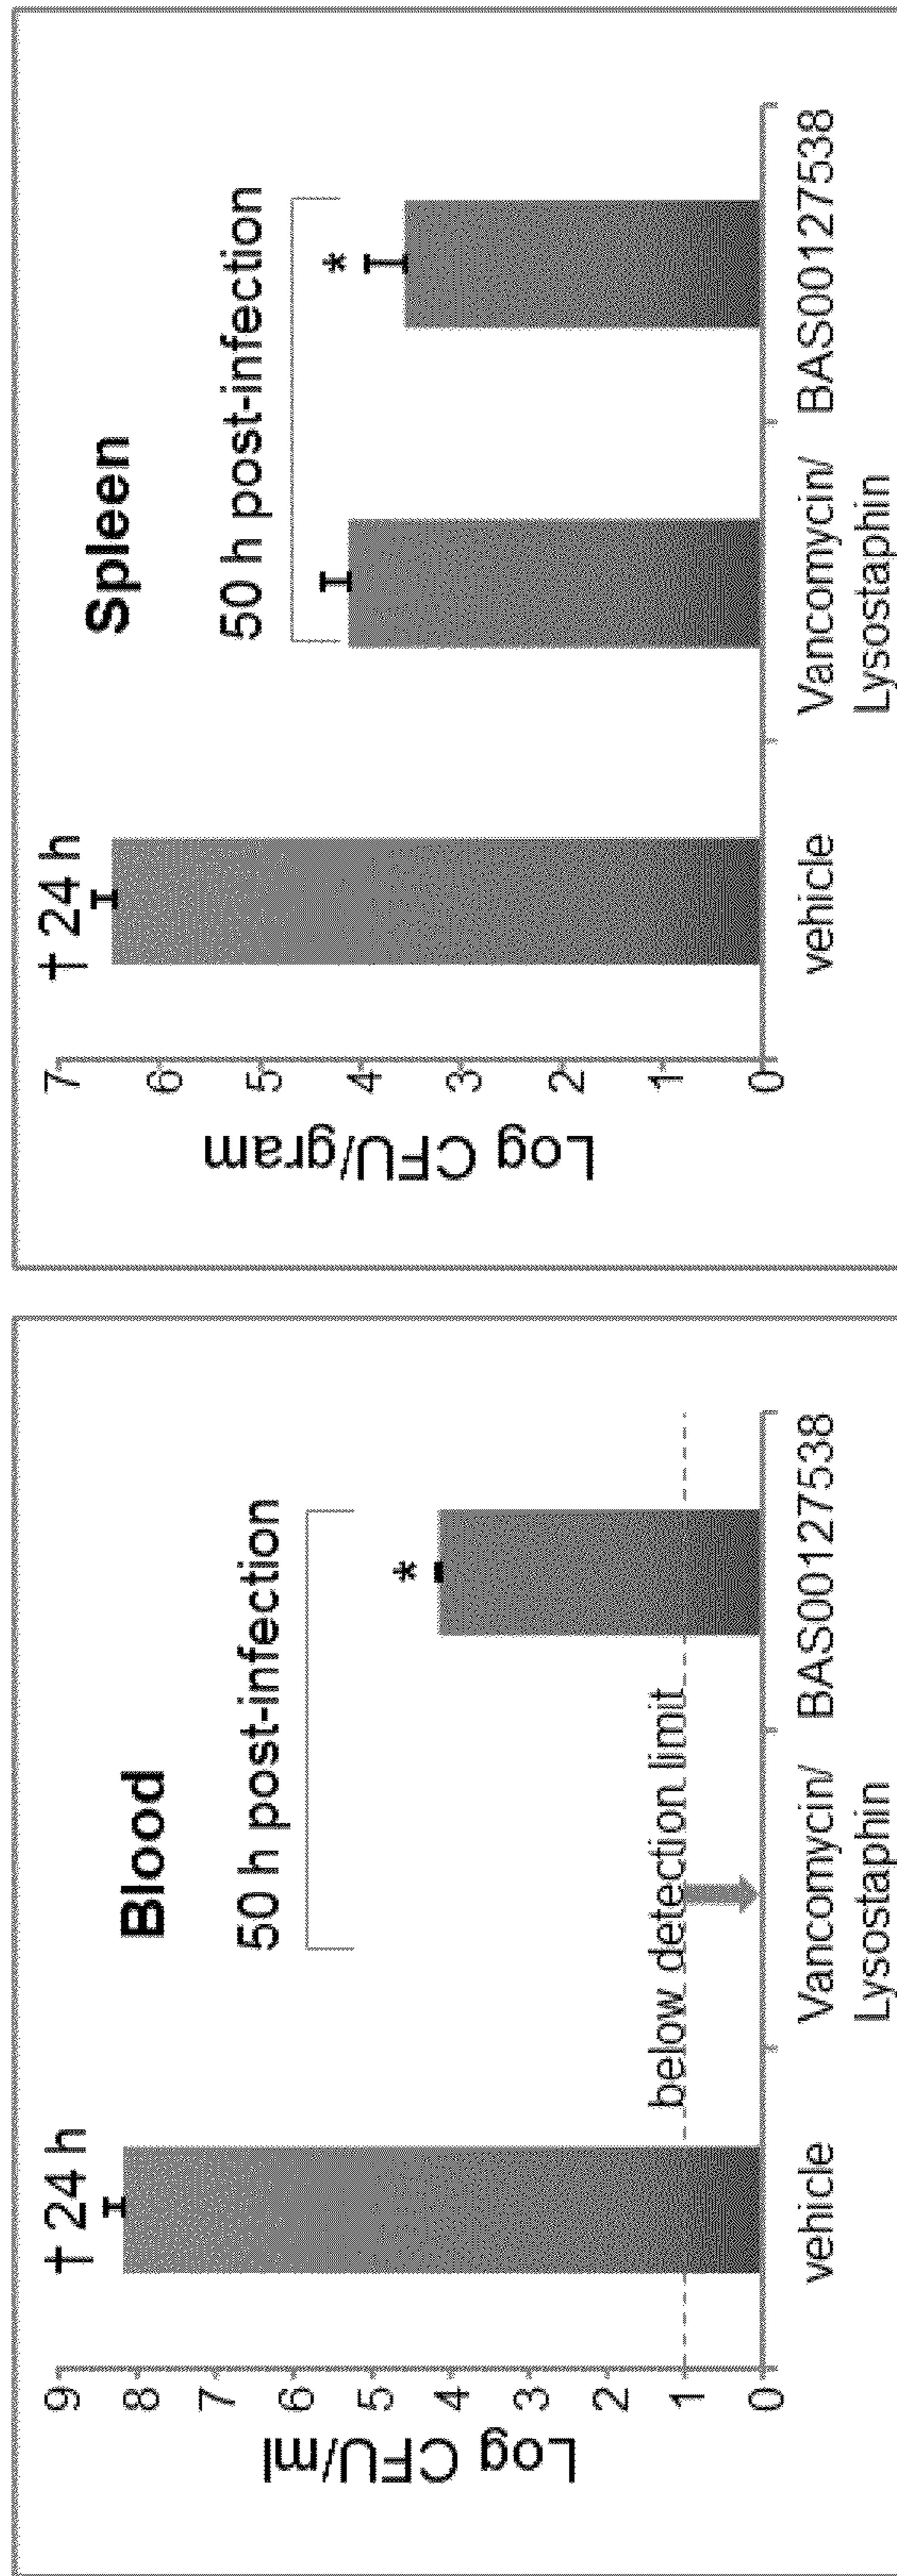 Blood
Log CFU/ml
9
8
7
6
5
4
3
2
1
0
† 24 h
50 h post-infection
*
below detection limit
vehicle
Vancomycin/
Lysostaphin
BAS00127538
Spleen
Log CFU/gram
7
6
5
4
3
2
1
0
† 24 h
50 h post-infection
*
vehicle
Vancomycin/
Lysostaphin
BAS00127538